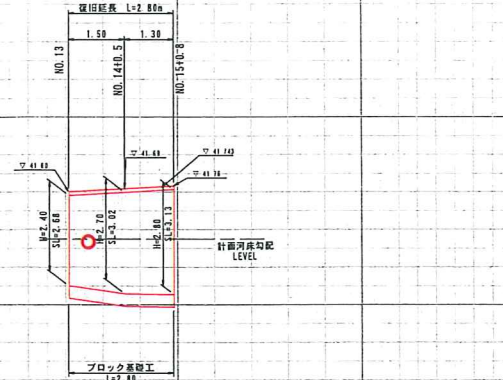 復旧延長 L=2.80m
1.50
1.30
NO.13
NO.14+0.5
NO.15+0.8
▽ 41.60
▽ 41.69
▽ 41.743
▽ 41.76
H=2.40
SL=2.68
H=2.70
SL=3.02
H=2.80
SL=3.13
計画河床勾配
LEVEL
ブロック基礎工
L=2.80